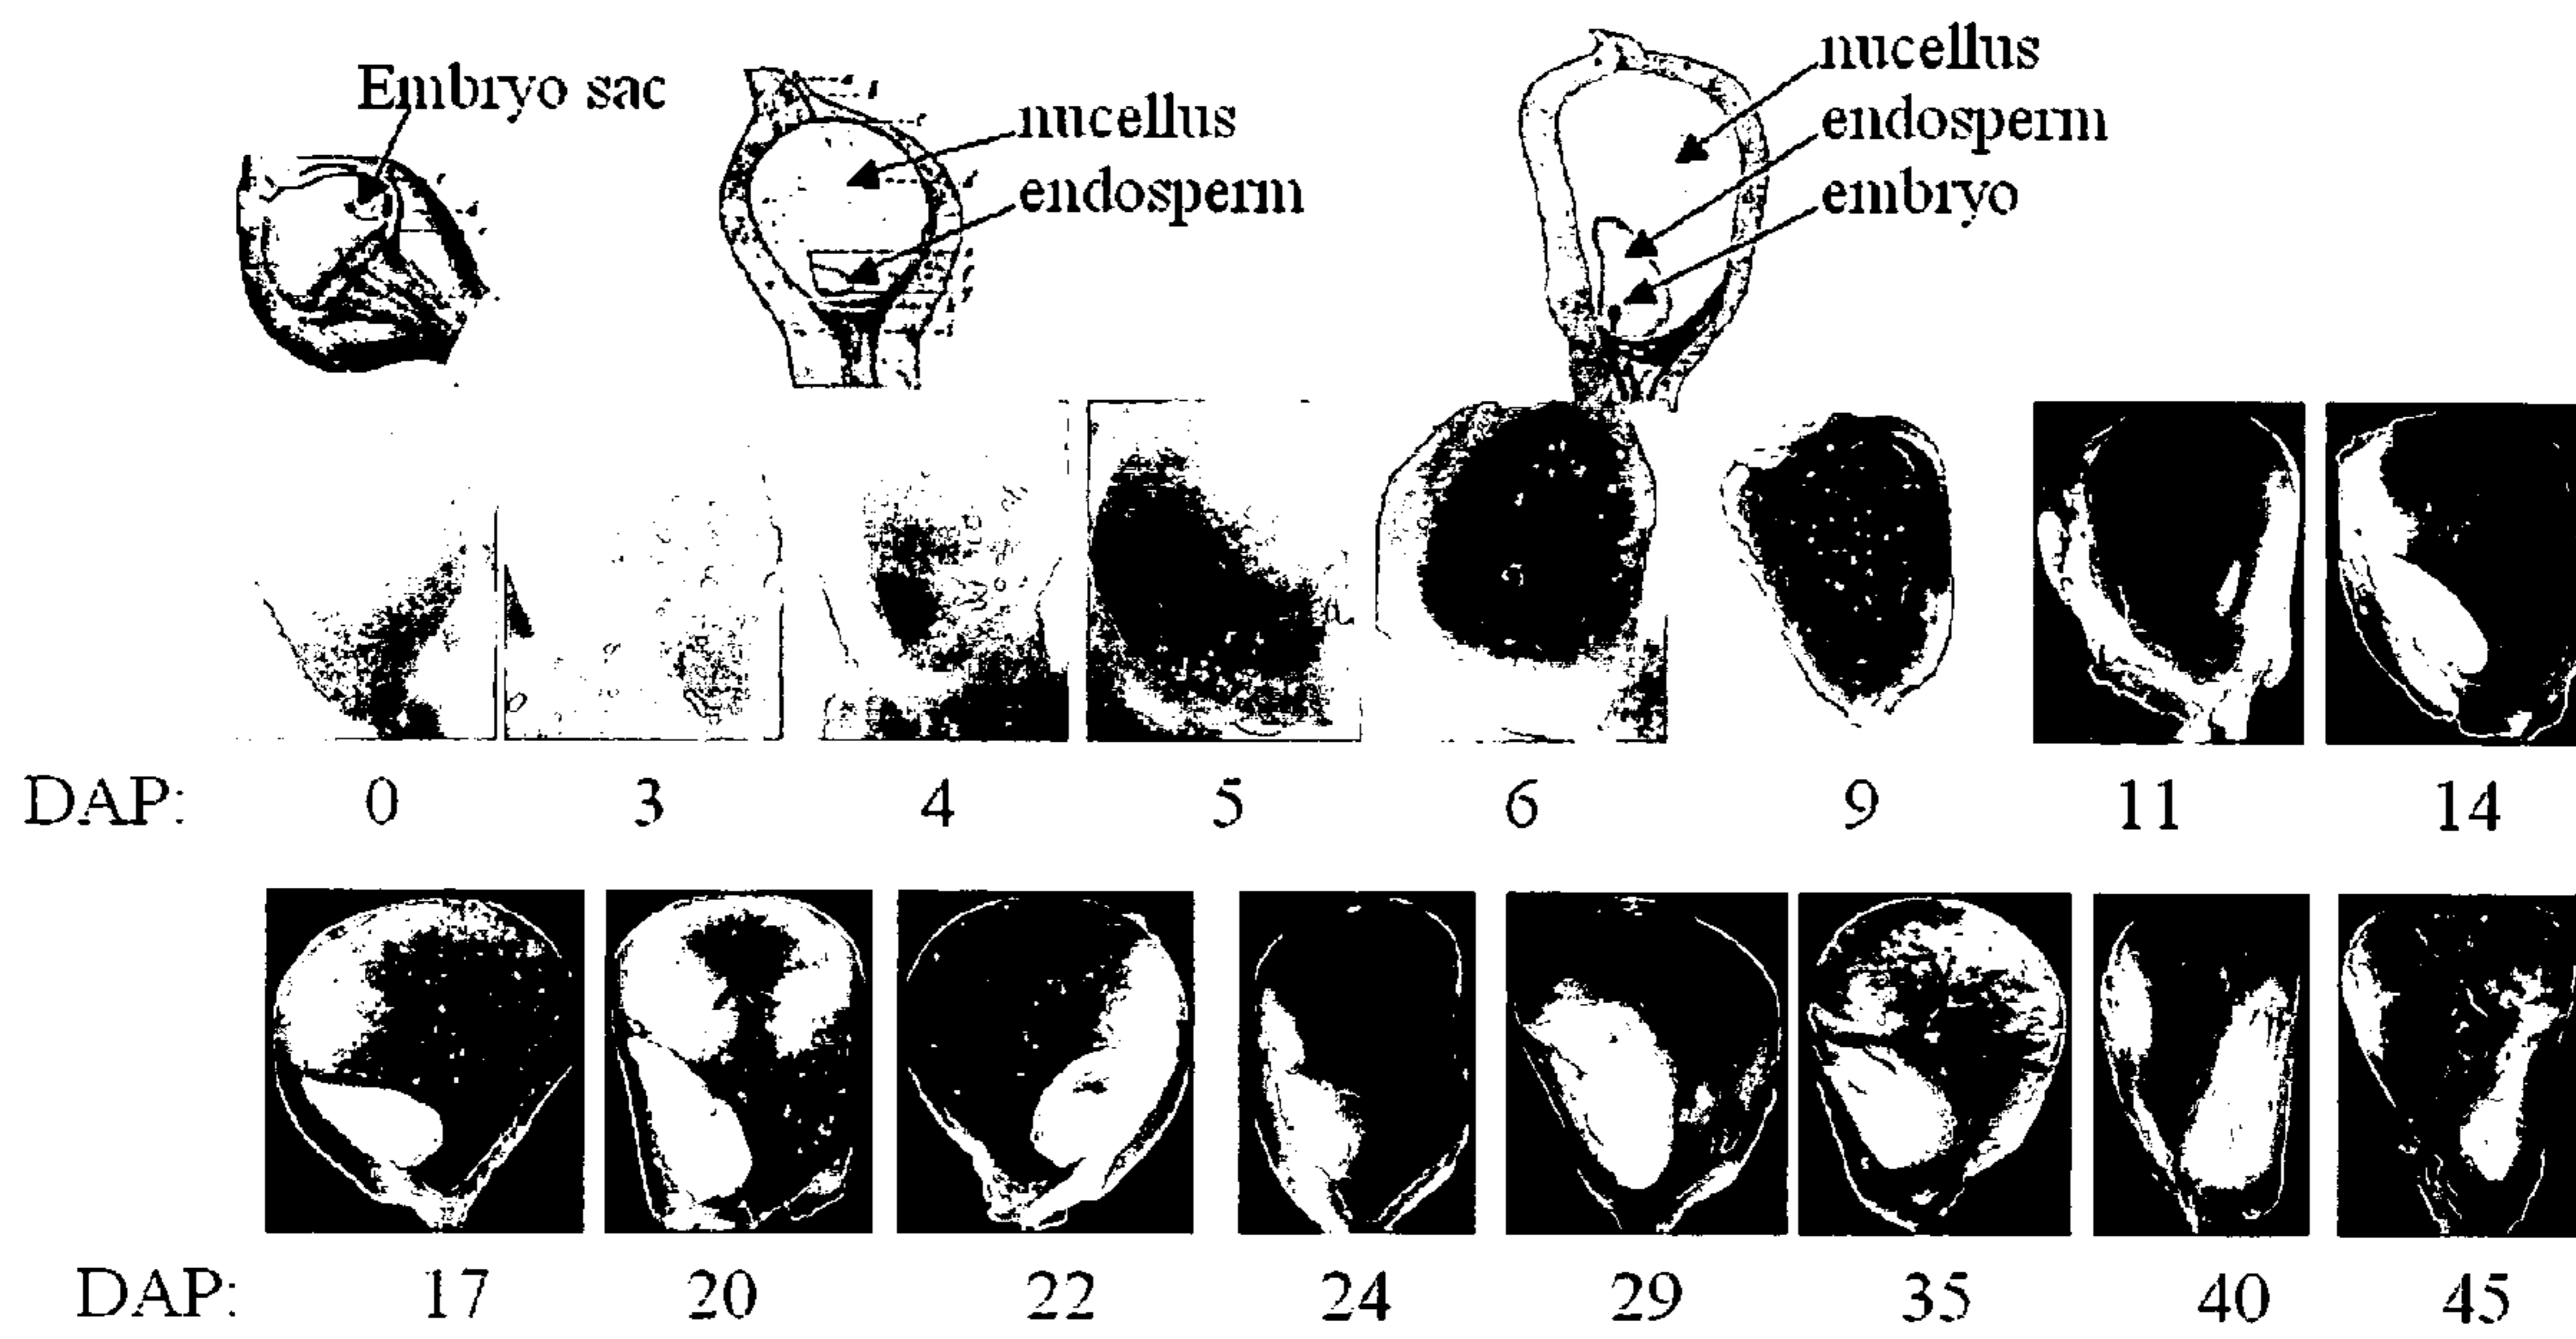 Embryo sac
nucellus
endosperm
nucellus
endosperm
embryo
DAP: 0 3 4 5 6 9 11 14
DAP: 17 20 22 24 29 35 40 45